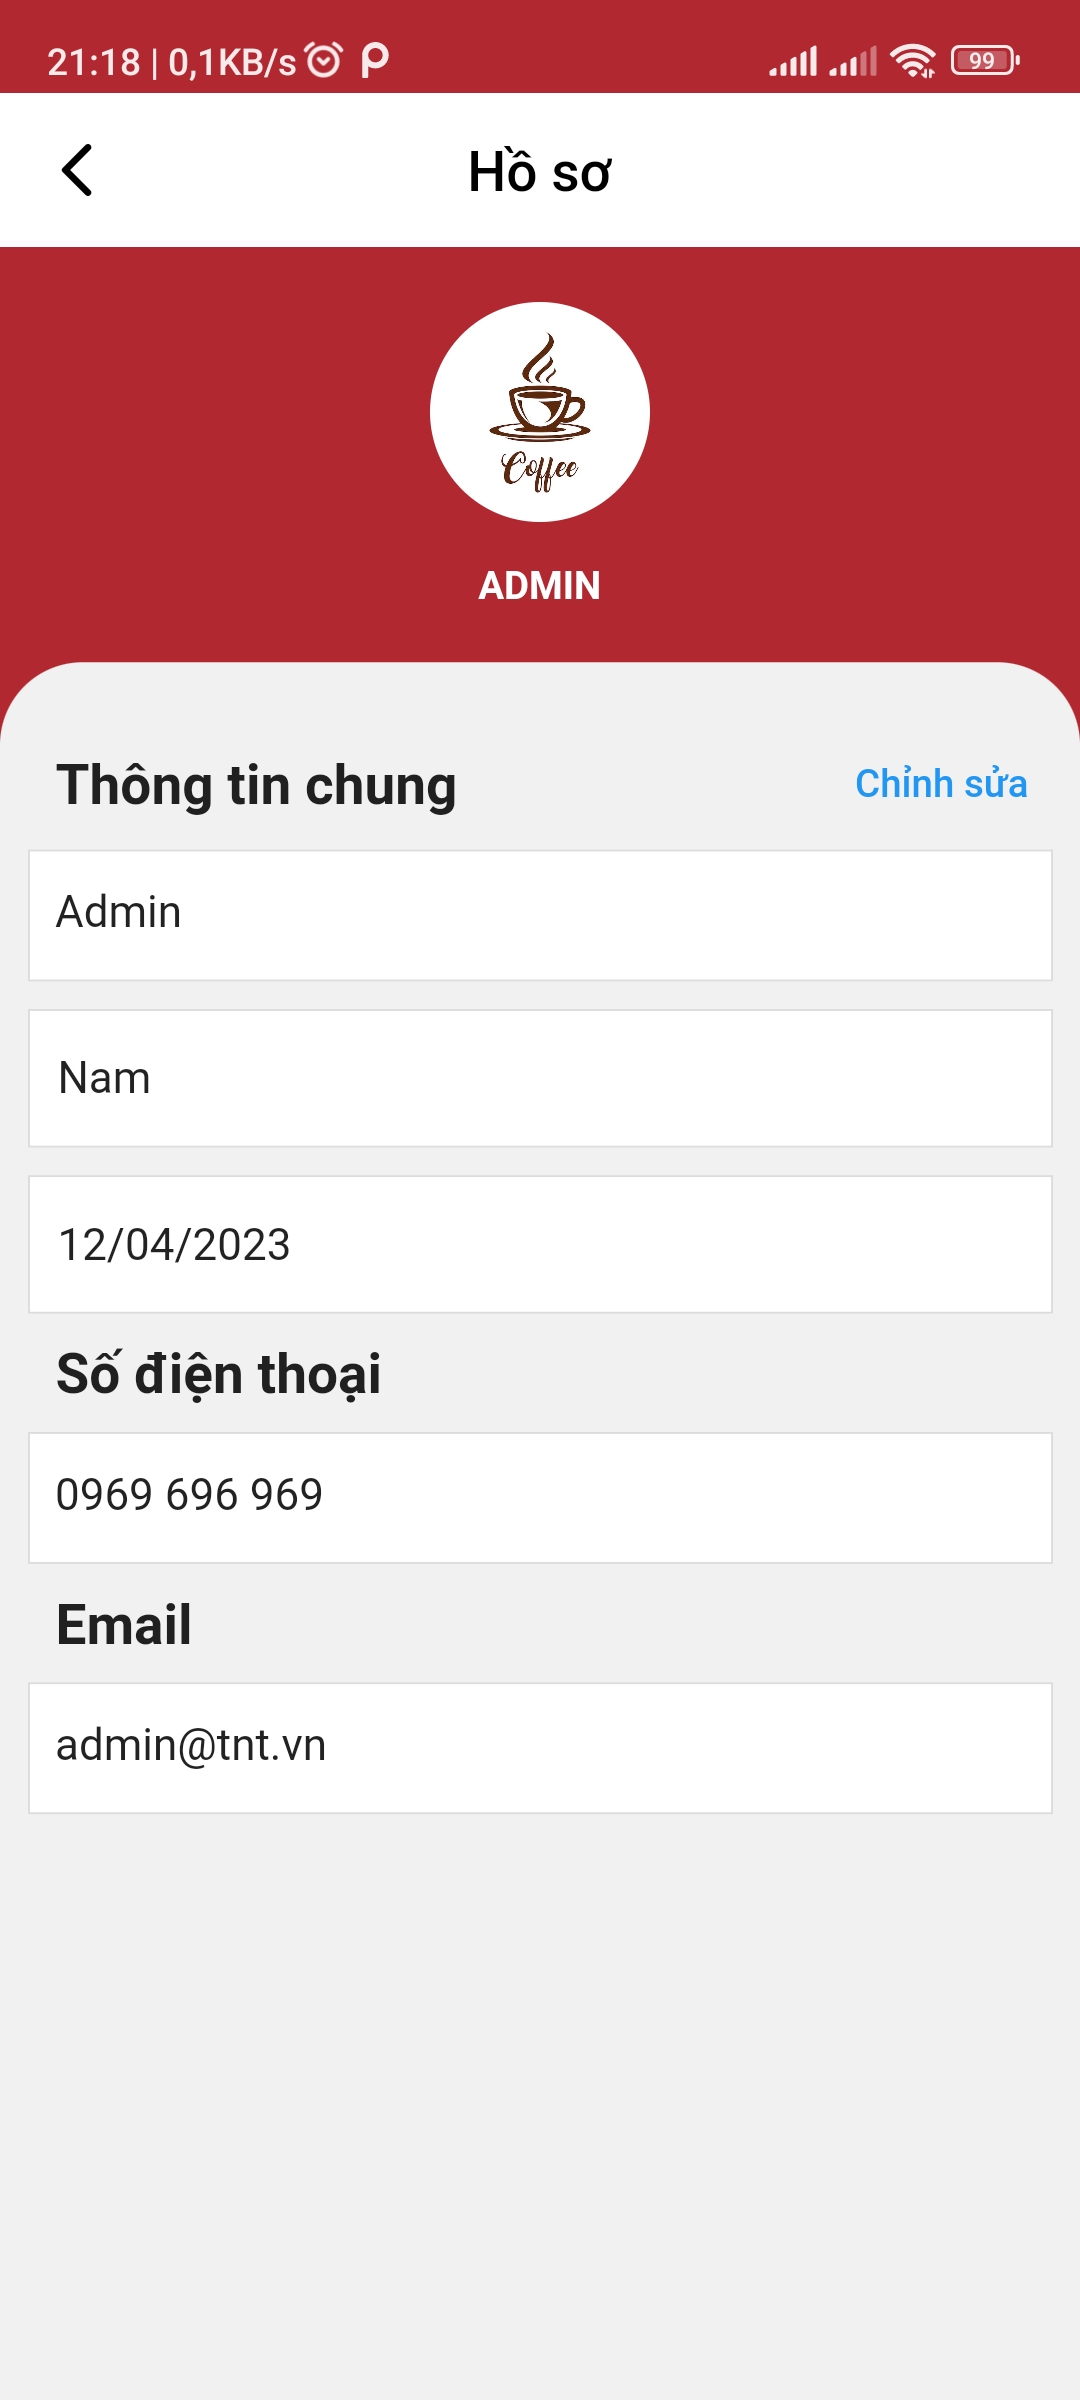 21:18 | 0,1KB/s
99
Hồ sơ
Coffee
ADMIN
Thông tin chung
Chỉnh sửa
Admin
Nam
12/04/2023
Số điện thoại
0969 696 969
Email
admin@tnt.vn